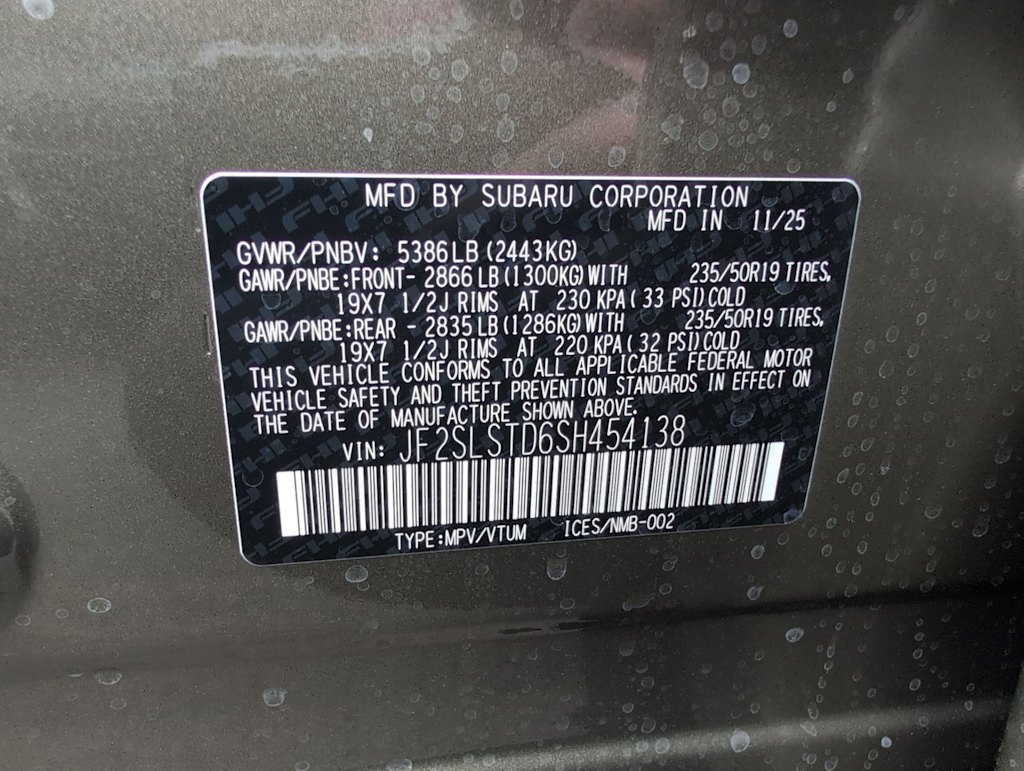 MFD BY SUBARU CORPORATION
MFD IN 11/25
GVWR/PNBV: 5386LB (2443KG)
GAWR/PNBE:FRONT- 2866 LB (1300KG) WITH 235/50R19 TIRES,
19X7 1/2J RIMS AT 230 KPA ( 33 PSI) COLD
GAWR/PNBE:REAR - 2835 LB (1286KG) WITH 235/50R19 TIRES,
19X7 1/2J RIMS AT 220 KPA ( 32 PSI) COLD
THIS VEHICLE CONFORMS TO ALL APPLICABLE FEDERAL MOTOR
VEHICLE SAFETY AND THEFT PREVENTION STANDARDS IN EFFECT ON
THE DATE OF MANUFACTURE SHOWN ABOVE.
VIN: JF2SLSTD6SH454138
TYPE:MPV/VTUM ICES/NMB-002